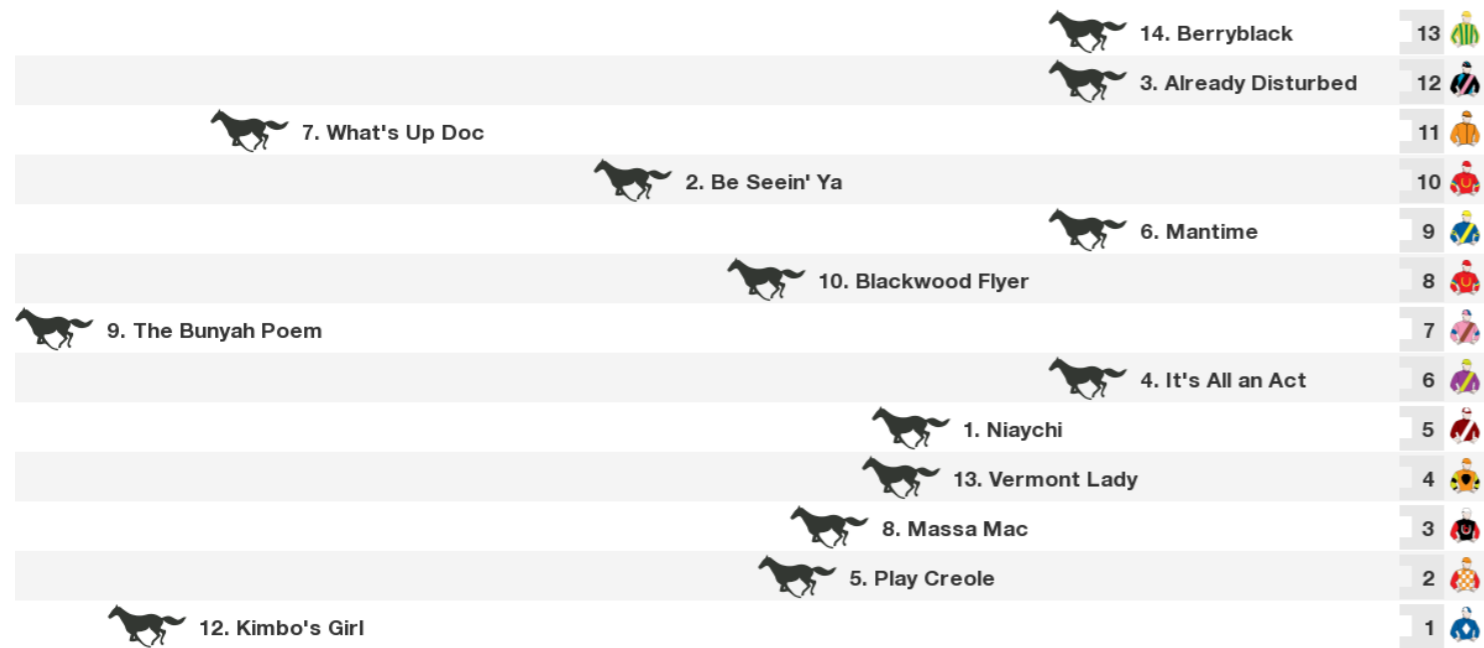 14. Berryblack 13
3. Already Disturbed 12
7. What's Up Doc 11
2. Be Seein' Ya 10
6. Mantime 9
10. Blackwood Flyer 8
9. The Bunyah Poem 7
4. It's All an Act 6
1. Niaychi 5
13. Vermont Lady 4
8. Massa Mac 3
5. Play Creole 2
12. Kimbo's Girl 1